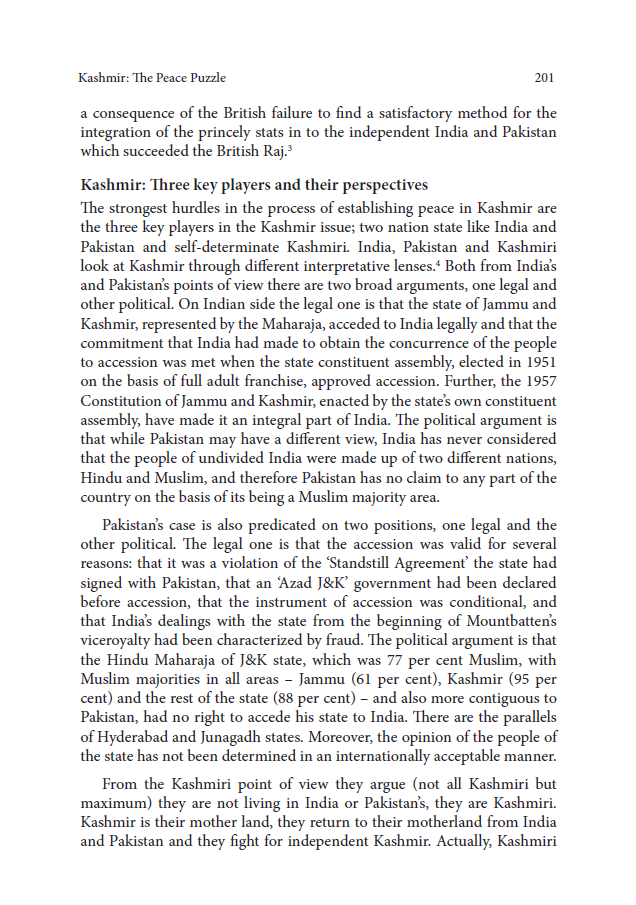 Kashmir: The Peace Puzzle 201
a consequence of the British failure to find a satisfactory method for the
integration of the princely stats in to the independent India and Pakistan
which succeeded the British Raj.³
Kashmir: Three key players and their perspectives
The strongest hurdles in the process of establishing peace in Kashmir are
the three key players in the Kashmir issue; two nation state like India and
Pakistan and self-determinate Kashmiri. India, Pakistan and Kashmiri
look at Kashmir through different interpretative lenses.⁴ Both from India's
and Pakistan's points of view there are two broad arguments, one legal and
other political. On Indian side the legal one is that the state of Jammu and
Kashmir, represented by the Maharaja, acceded to India legally and that the
commitment that India had made to obtain the concurrence of the people
to accession was met when the state constituent assembly, elected in 1951
on the basis of full adult franchise, approved accession. Further, the 1957
Constitution of Jammu and Kashmir, enacted by the state's own constituent
assembly, have made it an integral part of India. The political argument is
that while Pakistan may have a different view, India has never considered
that the people of undivided India were made up of two different nations,
Hindu and Muslim, and therefore Pakistan has no claim to any part of the
country on the basis of its being a Muslim majority area.
Pakistan's case is also predicated on two positions, one legal and the
other political. The legal one is that the accession was valid for several
reasons: that it was a violation of the 'Standstill Agreement' the state had
signed with Pakistan, that an 'Azad J&K' government had been declared
before accession, that the instrument of accession was conditional, and
that India's dealings with the state from the beginning of Mountbatten's
viceroyalty had been characterized by fraud. The political argument is that
the Hindu Maharaja of J&K state, which was 77 per cent Muslim, with
Muslim majorities in all areas – Jammu (61 per cent), Kashmir (95 per
cent) and the rest of the state (88 per cent) – and also more contiguous to
Pakistan, had no right to accede his state to India. There are the parallels
of Hyderabad and Junagadh states. Moreover, the opinion of the people of
the state has not been determined in an internationally acceptable manner.
From the Kashmiri point of view they argue (not all Kashmiri but
maximum) they are not living in India or Pakistan's, they are Kashmiri.
Kashmir is their mother land, they return to their motherland from India
and Pakistan and they fight for independent Kashmir. Actually, Kashmiri